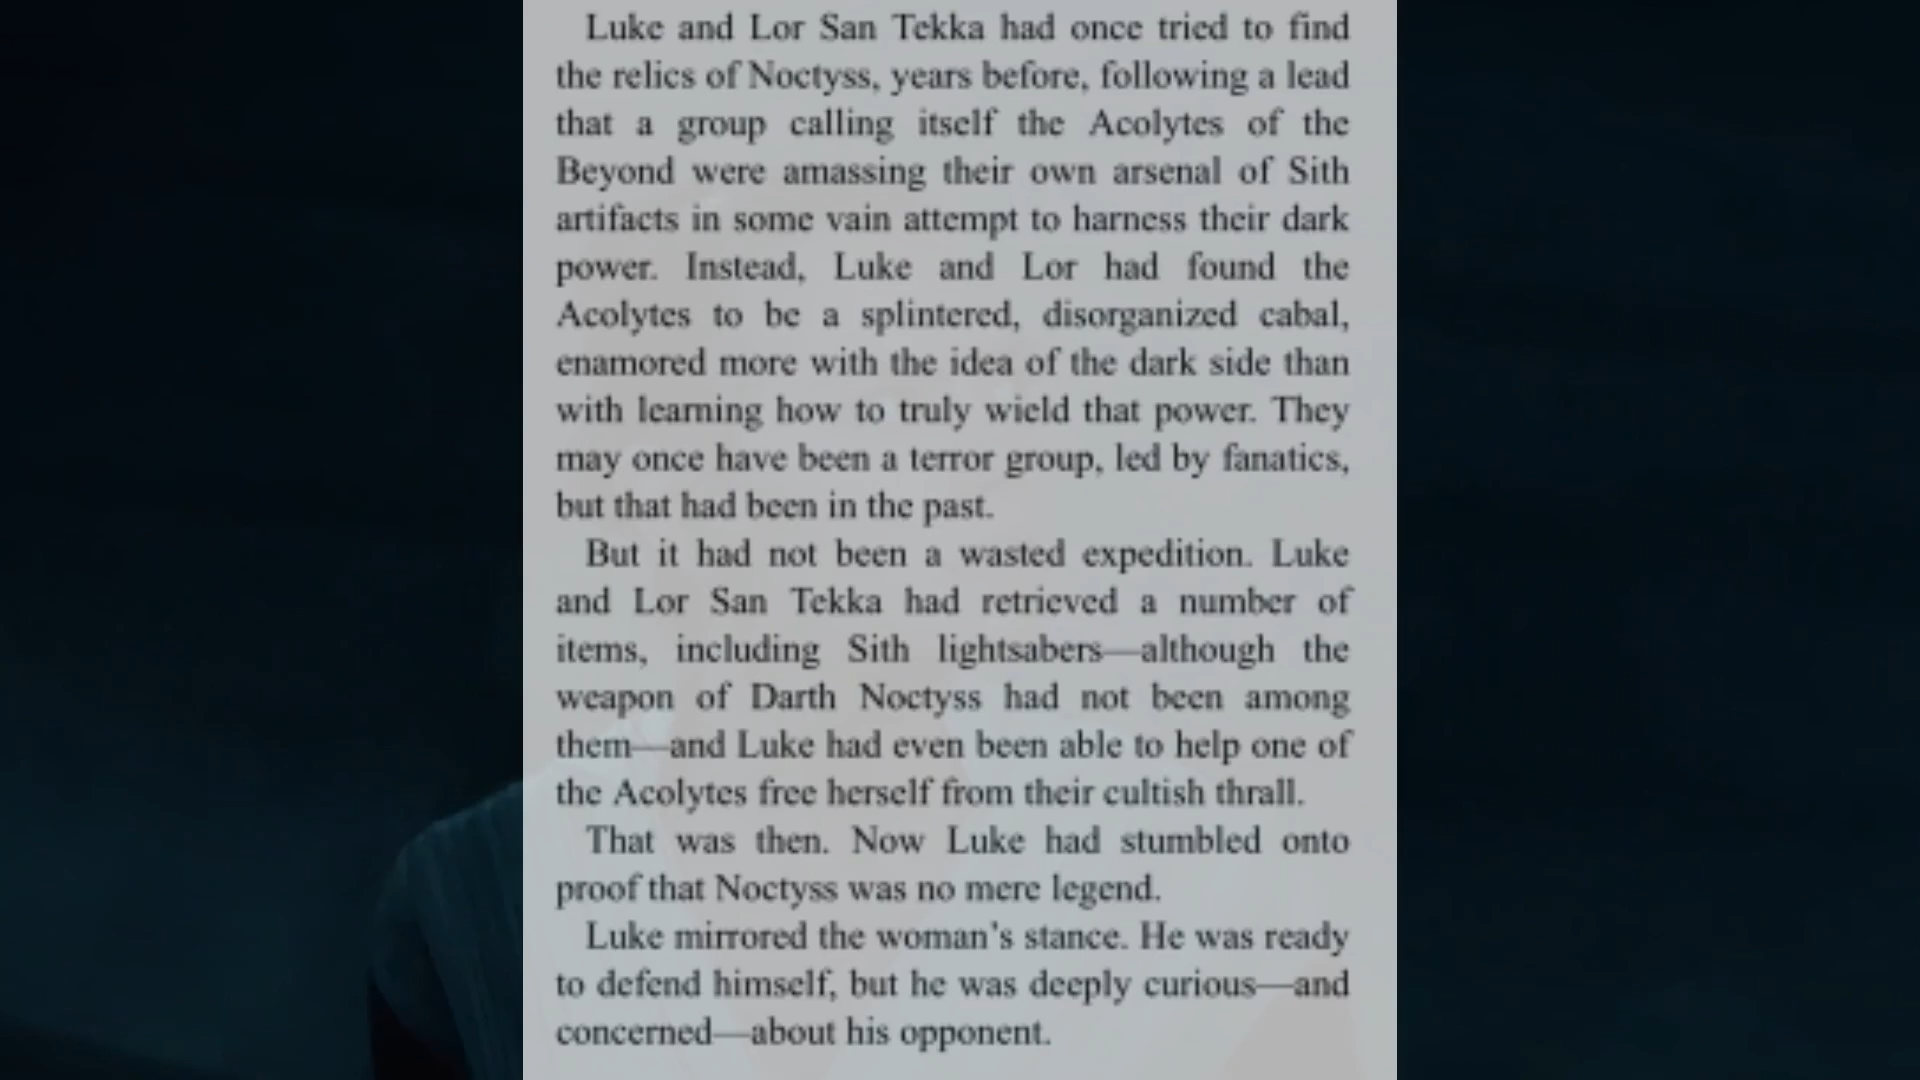 Luke and Lor San Tekka had once tried to find
the relics of Noctyss, years before, following a lead
that a group calling itself the Acolytes of the
Beyond were amassing their own arsenal of Sith
artifacts in some vain attempt to harness their dark
power. Instead, Luke and Lor had found the
Acolytes to be a splintered, disorganized cabal,
enamored more with the idea of the dark side than
with learning how to truly wield that power. They
may once have been a terror group, led by fanatics,
but that had been in the past.
But it had not been a wasted expedition. Luke
and Lor San Tekka had retrieved a number of
items, including Sith lightsabers—although the
weapon of Darth Noctyss had not been among
them—and Luke had even been able to help one of
the Acolytes free herself from their cultish thrall.
That was then. Now Luke had stumbled onto
proof that Noctyss was no mere legend.
Luke mirrored the woman’s stance. He was ready
to defend himself, but he was deeply curious—and
concerned—about his opponent.